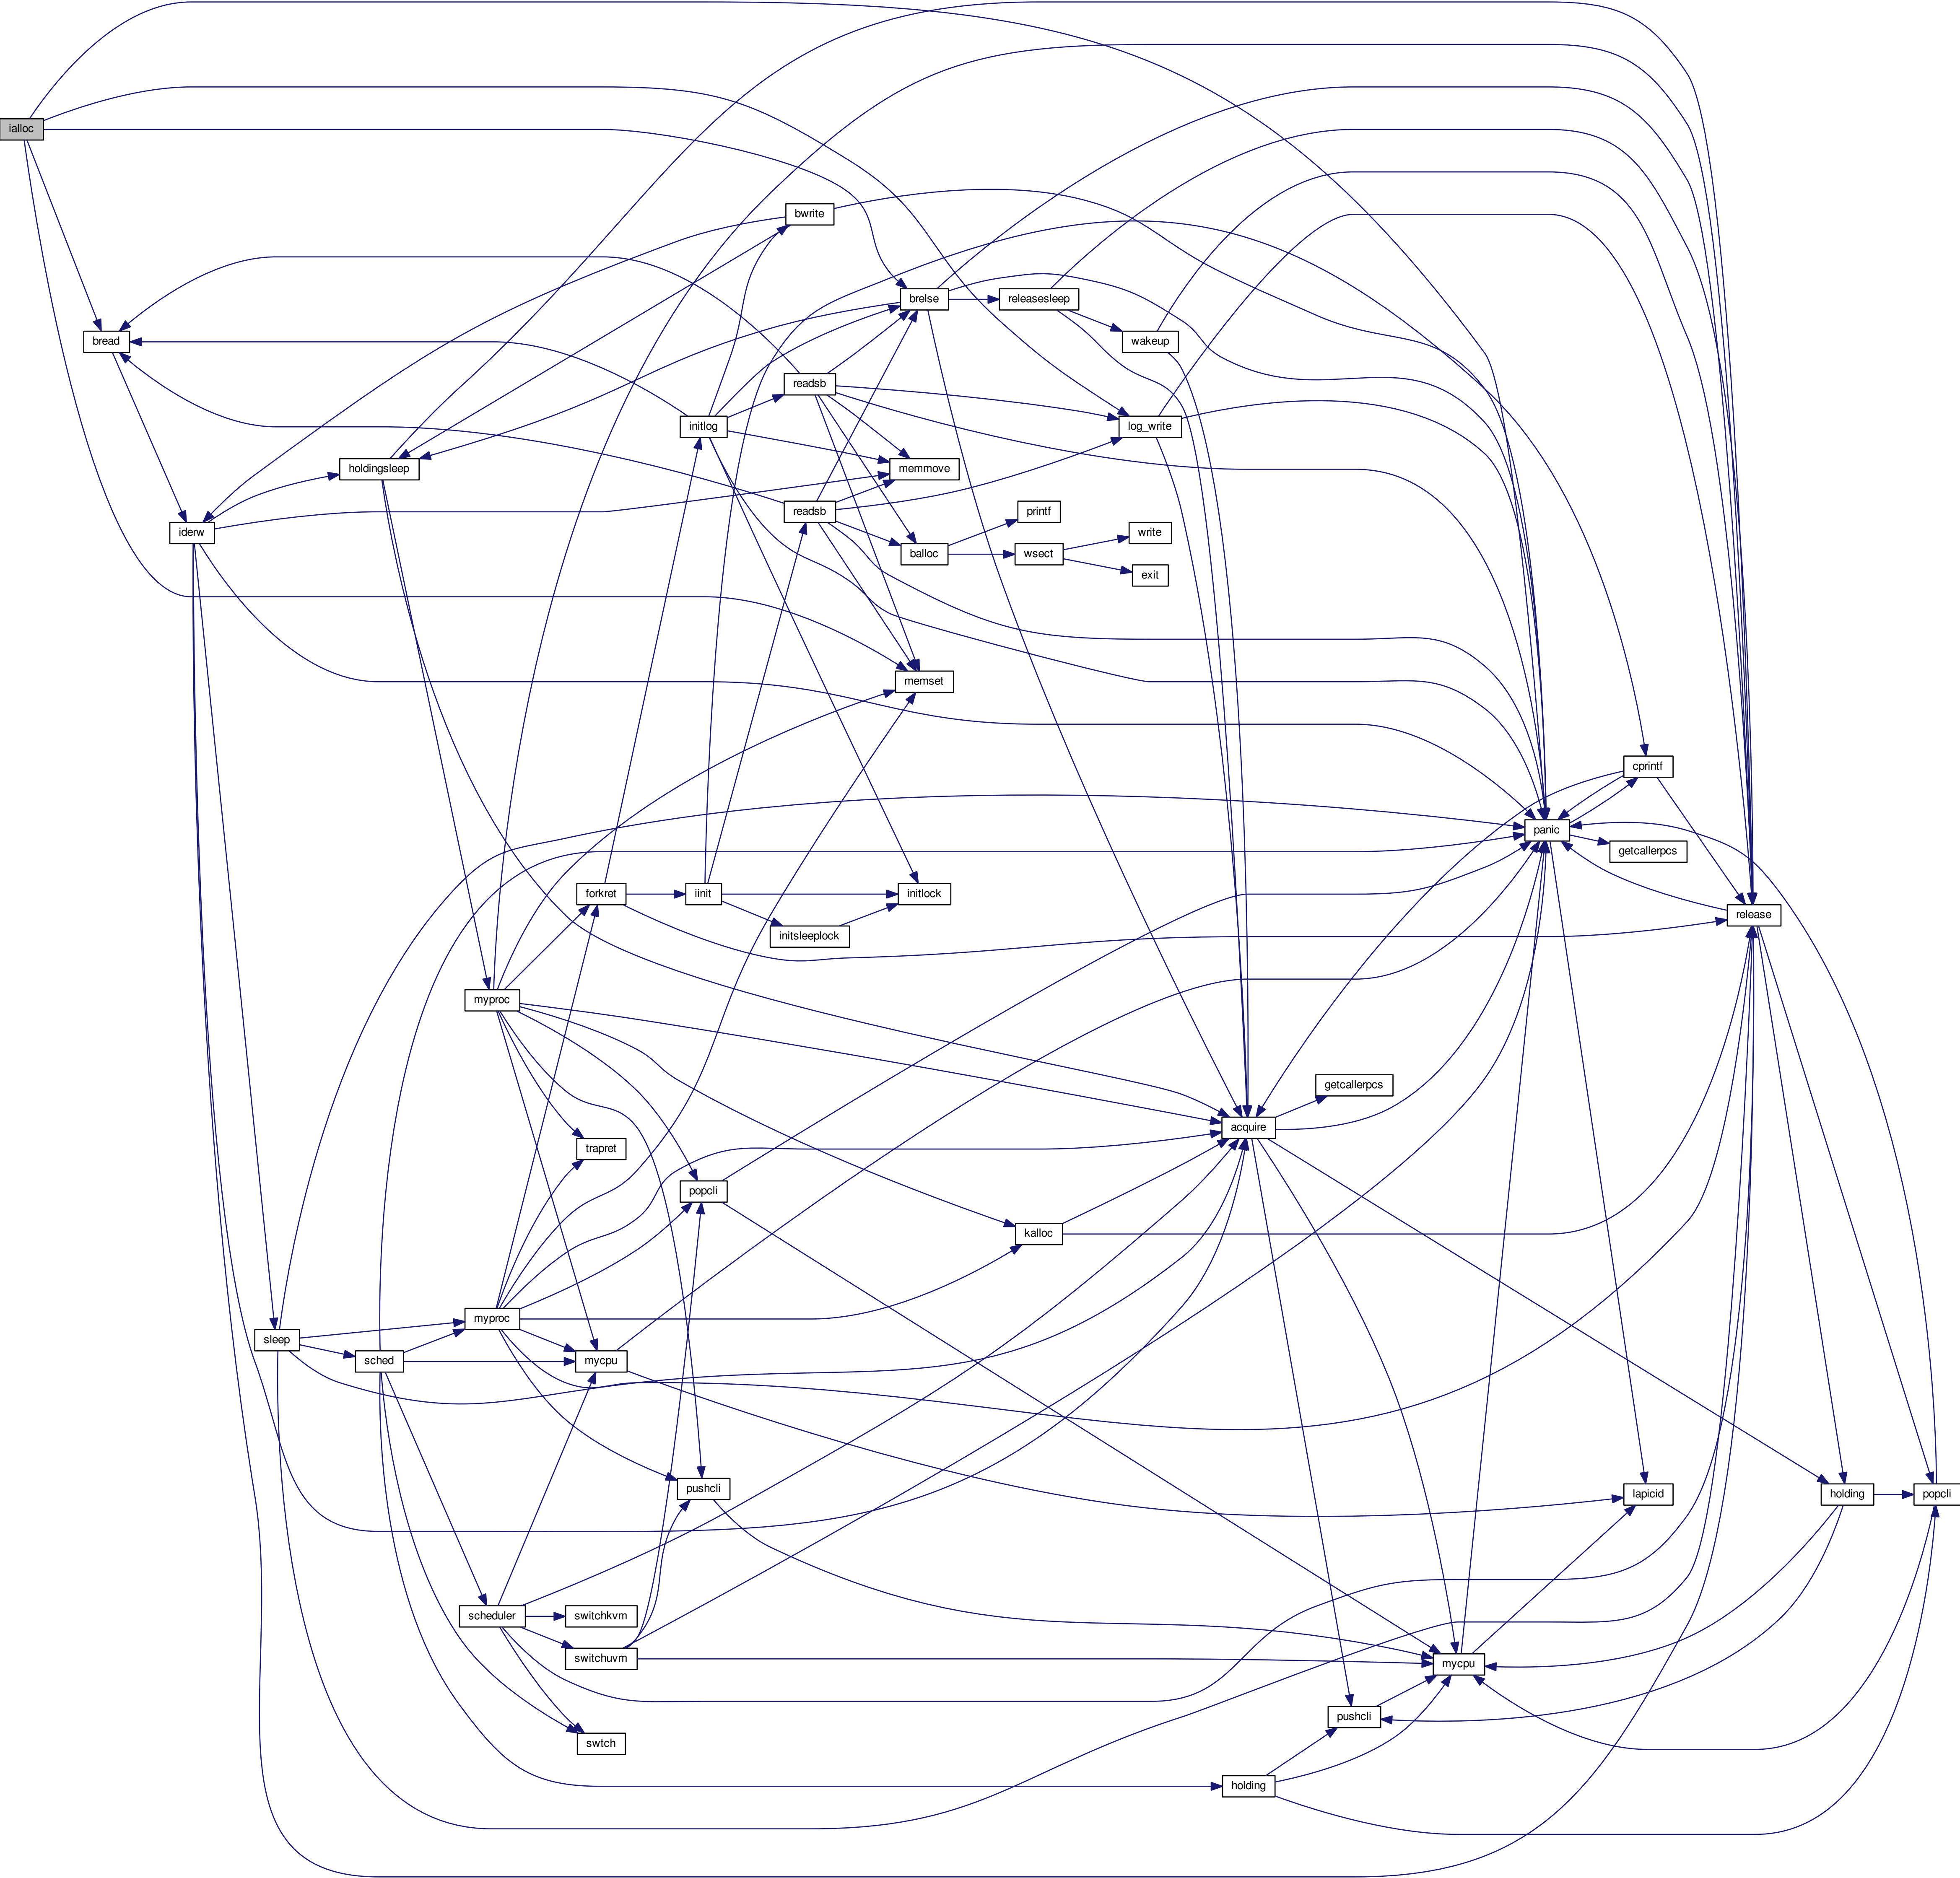 ialloc
bwrite
brelse
releasesleep
bread
wakeup
readsb
initlog
log_write
holdingsleep
memmove
readsb
printf
iderw
write
balloc
wsect
exit
memset
cprintf
panic
getcallerpcs
forkret
iinit
initlock
release
initsleeplock
myproc
getcallerpcs
acquire
trapret
popcli
kalloc
myproc
sleep
sched
mycpu
pushcli
lapicid
holding
popcli
scheduler
switchkvm
switchuvm
mycpu
pushcli
swtch
holding